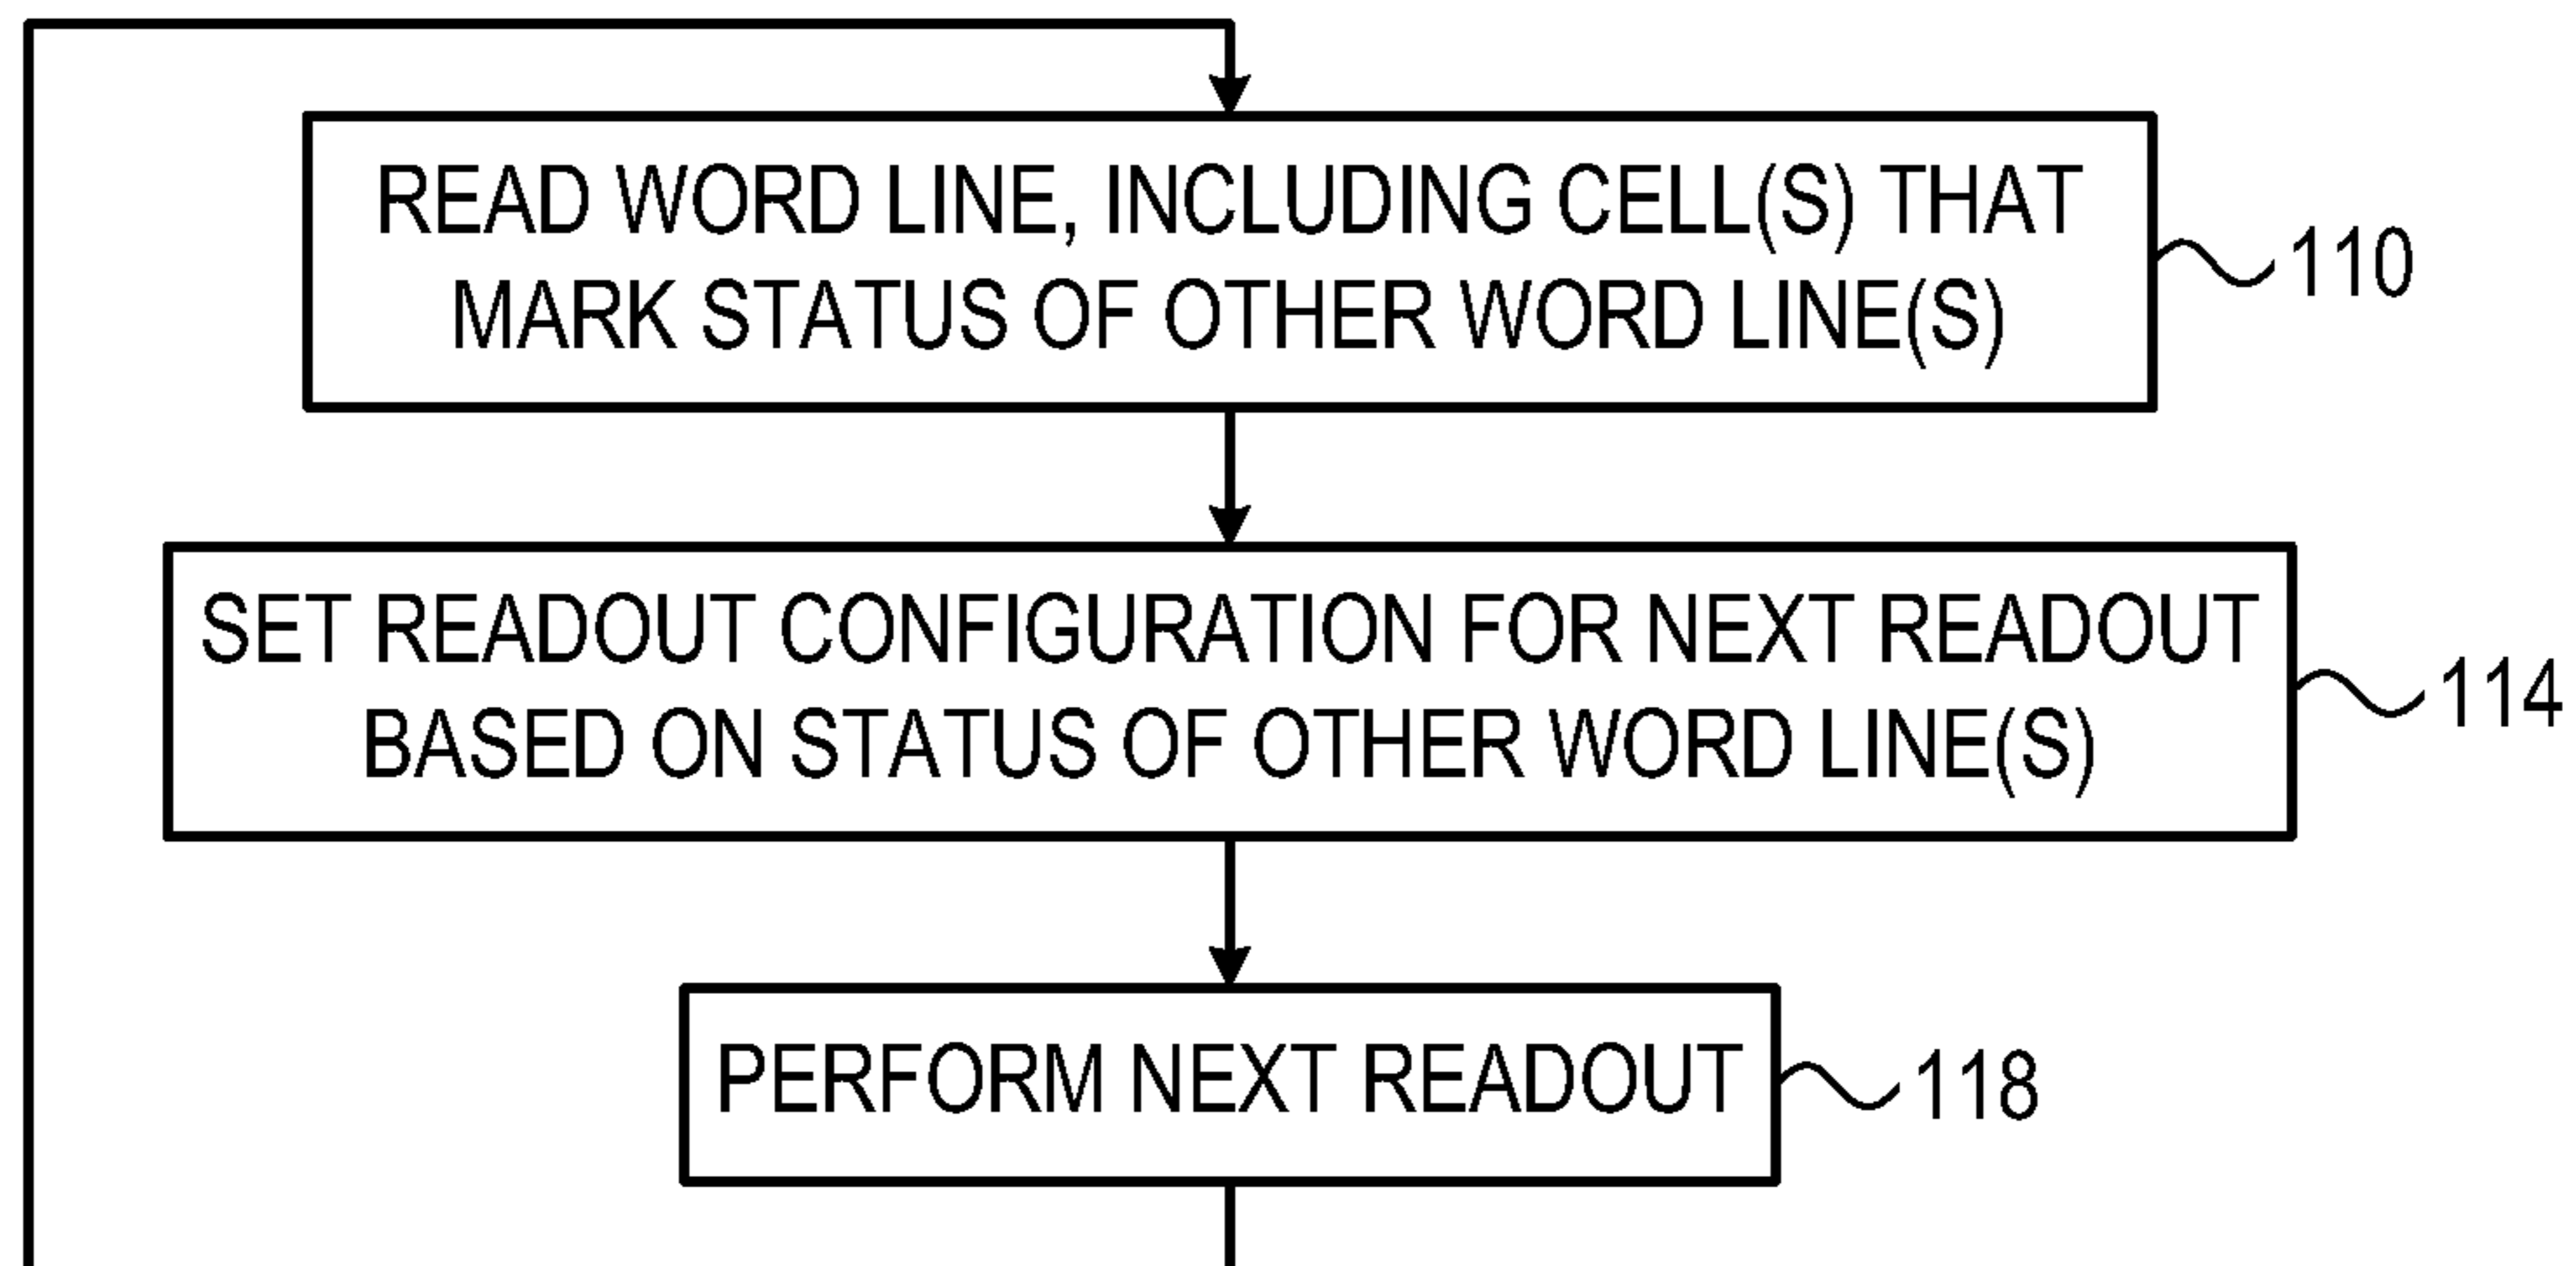 READ WORD LINE, INCLUDING CELL(S) THAT
MARK STATUS OF OTHER WORD LINE(S)
110
SET READOUT CONFIGURATION FOR NEXT READOUT
BASED ON STATUS OF OTHER WORD LINE(S)
114
PERFORM NEXT READOUT
118